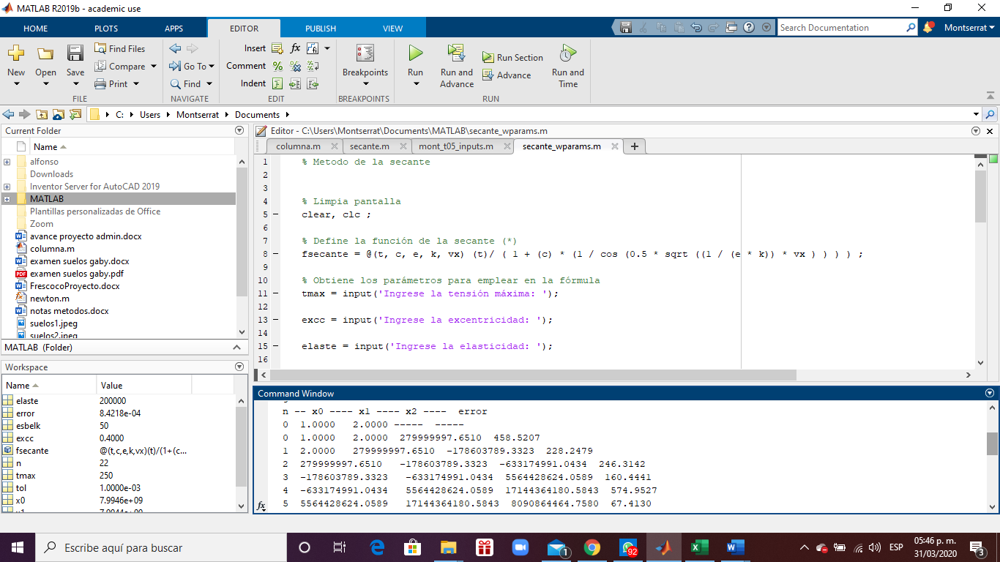 MATLAB R2019b - academic use
HOME PLOTS APPS EDITOR PUBLISH VIEW
Search Documentation
Montserrat
New Open Save
Find Files
Compare
Print
Go To
Find
Insert
Comment
Indent
fx
Breakpoints
Run
Run and Advance
Run Section
Advance
Run and Time
FILE NAVIGATE EDIT BREAKPOINTS RUN
C: Users Montserrat Documents
Current Folder
Name
alfonso
Downloads
Inventor Server for AutoCAD 2019
MATLAB
Plantillas personalizadas de Office
Zoom
avance proyecto admin.docx
columna.m
examen suelos gaby.docx
examen suelos gaby.pdf
FrescocoProyecto.docx
newton.m
notas metodos.docx
suelos1.jpeg
suelos2.jpeg
MATLAB (Folder)
Workspace
Name Value
elaste 200000
error 8.4218e-04
esbelk 50
excc 0.4000
fsecante @(t,c,e,k,vx)(t)/(1+(c...
n 22
tmax 250
tol 1.0000e-03
x0 7.9946e+09
Editor - C:\Users\Montserrat\Documents\MATLAB\secante_wparams.m
columna.m secante.m mont_t05_inputs.m secante_wparams.m
1 % Metodo de la secante
2
3
4 % Limpia pantalla
5 clear, clc ;
6
7 % Define la función de la secante (*)
8 fsecante = @(t, c, e, k, vx) (t)/ ( 1 + (c) * (1 / cos (0.5 * sqrt ((1 / (e * k)) * vx ) ) ) ) ;
9
10 % Obtiene los parámetros para emplear en la fórmula
11 tmax = input('Ingrese la tensión máxima: ');
12
13 excc = input('Ingrese la excentricidad: ');
14
15 elaste = input('Ingrese la elasticidad: ');
16
Command Window
n -- x0 ---- x1 ---- x2 ---- error
0 1.0000 2.0000 ----- -----
0 1.0000 2.0000 279999997.6510 458.5207
1 2.0000 279999997.6510 -178603789.3323 228.2479
2 279999997.6510 -178603789.3323 -633174991.0434 246.3142
3 -178603789.3323 -633174991.0434 5564428624.0589 160.4441
4 -633174991.0434 5564428624.0589 17144364180.5843 574.9527
5 5564428624.0589 17144364180.5843 8090864464.7580 67.4130
fx
Escribe aquí para buscar
1
92
ESP
05:46 p. m.
31/03/2020
3